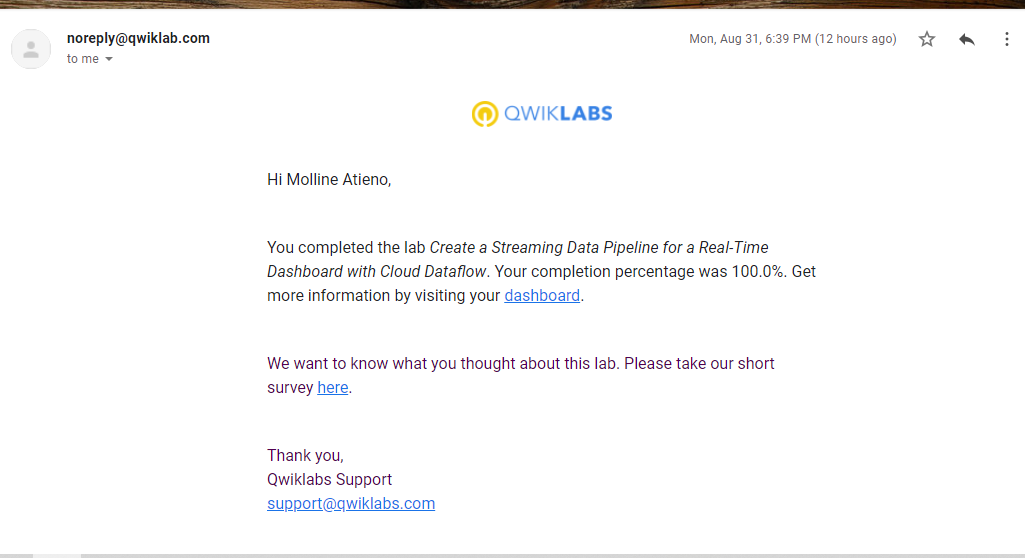 noreply@qwiklab.com
Mon, Aug 31, 6:39 PM (12 hours ago)
to me
QWIKLABS
Hi Molline Atieno,
You completed the lab Create a Streaming Data Pipeline for a Real-Time
Dashboard with Cloud Dataflow. Your completion percentage was 100.0%. Get
more information by visiting your dashboard.
We want to know what you thought about this lab. Please take our short
survey here.
Thank you,
Qwiklabs Support
support@qwiklabs.com